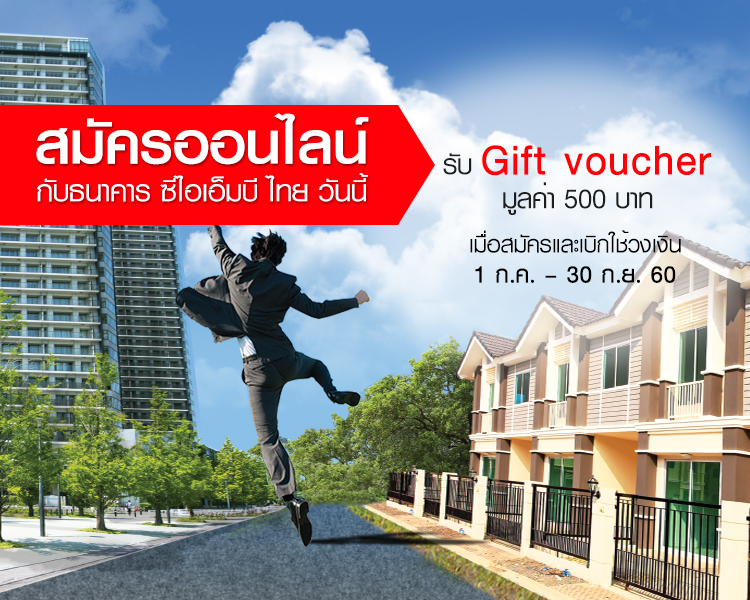 สมัครออนไลน์
กับธนาคาร ซีไอเอ็มบี ไทย วันนี้
รับ Gift voucher
มูลค่า 500 บาท
เมื่อสมัครและเบิกใช้วงเงิน
1 ก.ค. – 30 ก.ย. 60